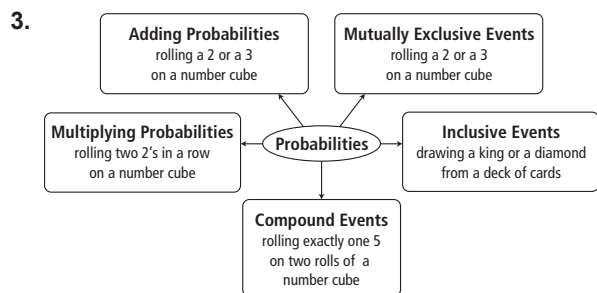 3.
Adding Probabilities
rolling a 2 or a 3
on a number cube
Mutually Exclusive Events
rolling a 2 or a 3
on a number cube
Multiplying Probabilities
rolling two 2's in a row
on a number cube
Probabilities
Inclusive Events
drawing a king or a diamond
from a deck of cards
Compound Events
rolling exactly one 5
on two rolls of a
number cube